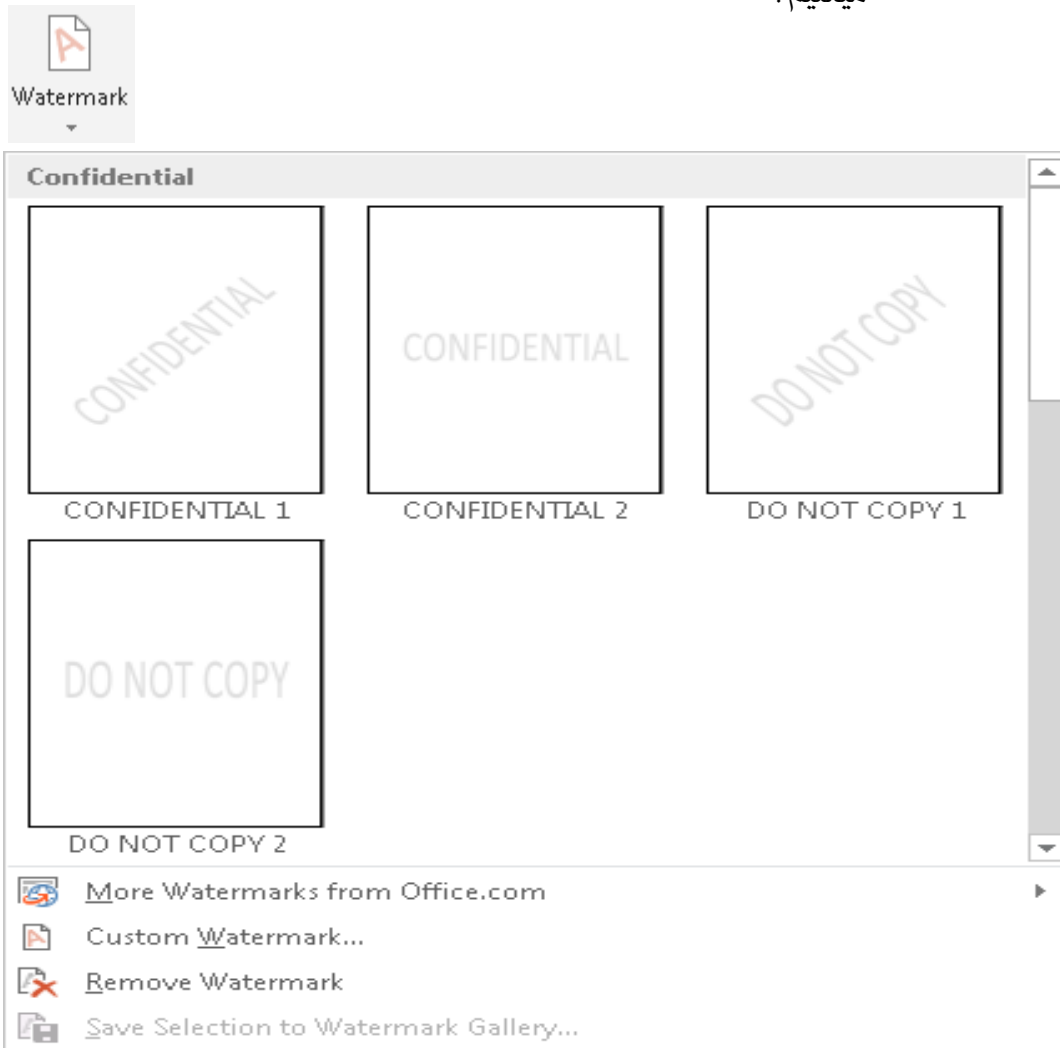 Watermark
Confidential
CONFIDENTIAL
CONFIDENTIAL
DO NOT COPY
CONFIDENTIAL 1
CONFIDENTIAL 2
DO NOT COPY 1
DO NOT COPY
DO NOT COPY 2
More Watermarks from Office.com
Custom Watermark...
Remove Watermark
Save Selection to Watermark Gallery...